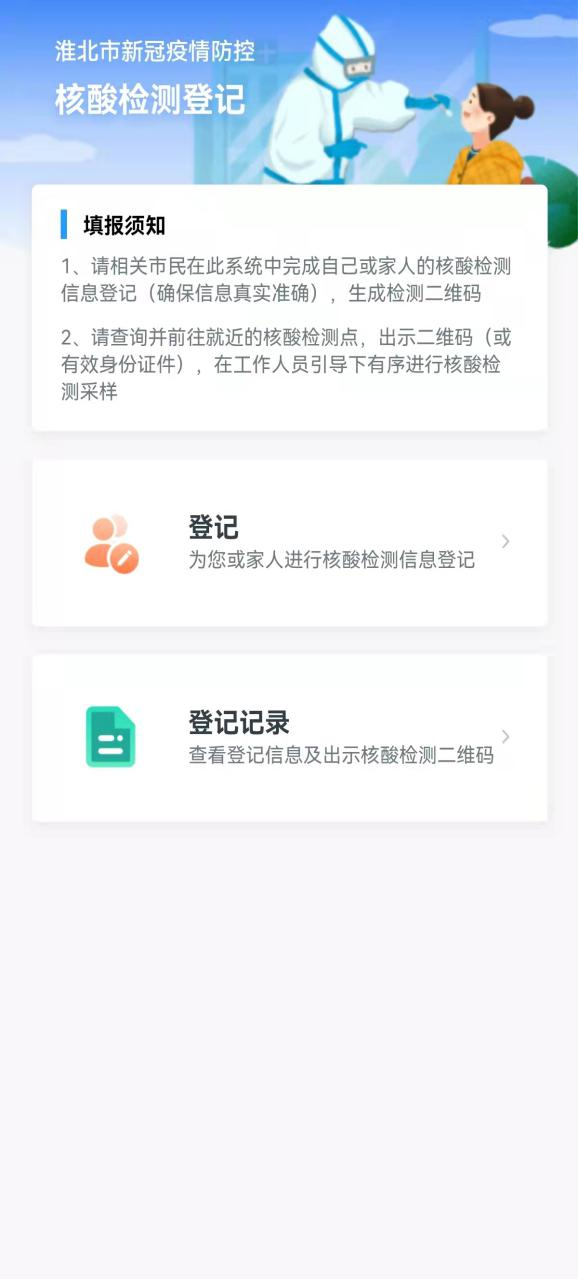 淮北市新冠疫情防控
核酸检测登记
填报须知
1、请相关市民在此系统中完成自己或家人的核酸检测
信息登记（确保信息真实准确），生成检测二维码
2、请查询并前往就近的核酸检测点，出示二维码（或
有效身份证件），在工作人员引导下有序进行核酸检
测采样
登记
为您或家人进行核酸检测信息登记
登记记录
查看登记信息及出示核酸检测二维码